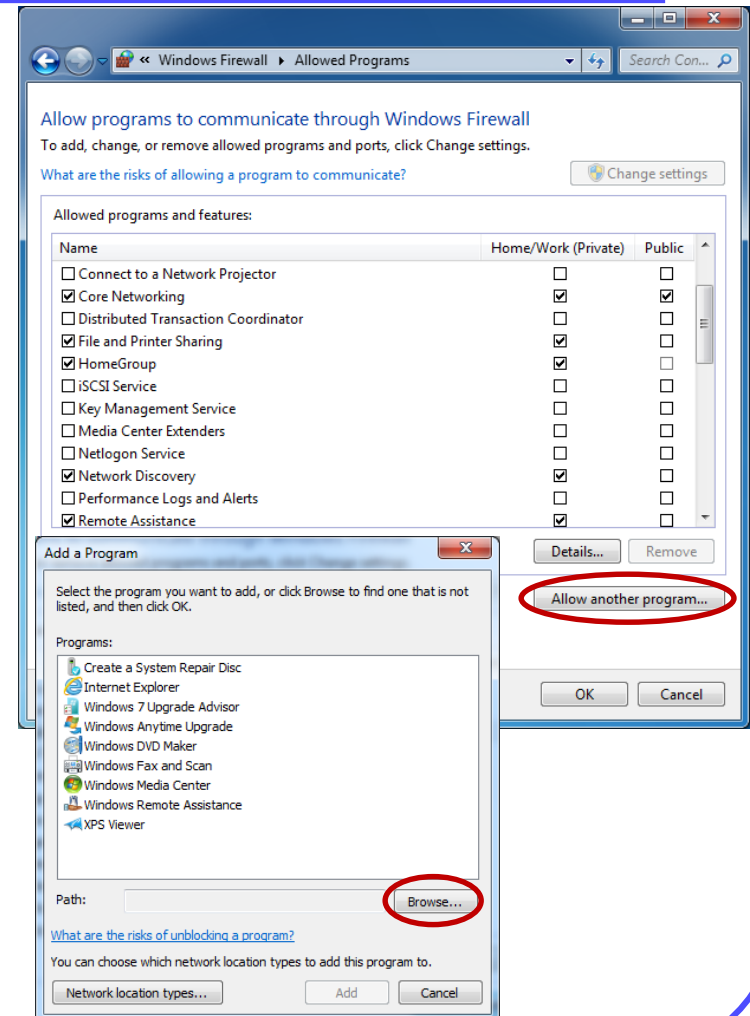 « Windows Firewall ▸ Allowed Programs
Search Con...
Allow programs to communicate through Windows Firewall
To add, change, or remove allowed programs and ports, click Change settings.
What are the risks of allowing a program to communicate?
Change settings
Allowed programs and features:
Name Home/Work (Private) Public
Connect to a Network Projector
Core Networking
Distributed Transaction Coordinator
File and Printer Sharing
HomeGroup
iSCSI Service
Key Management Service
Media Center Extenders
Netlogon Service
Network Discovery
Performance Logs and Alerts
Remote Assistance
Details... Remove
Allow another program...
OK Cancel
Add a Program
Select the program you want to add, or click Browse to find one that is not
listed, and then click OK.
Programs:
Create a System Repair Disc
Internet Explorer
Windows 7 Upgrade Advisor
Windows Anytime Upgrade
Windows DVD Maker
Windows Fax and Scan
Windows Media Center
Windows Remote Assistance
XPS Viewer
Path: Browse...
What are the risks of unblocking a program?
You can choose which network location types to add this program to.
Network location types... Add Cancel